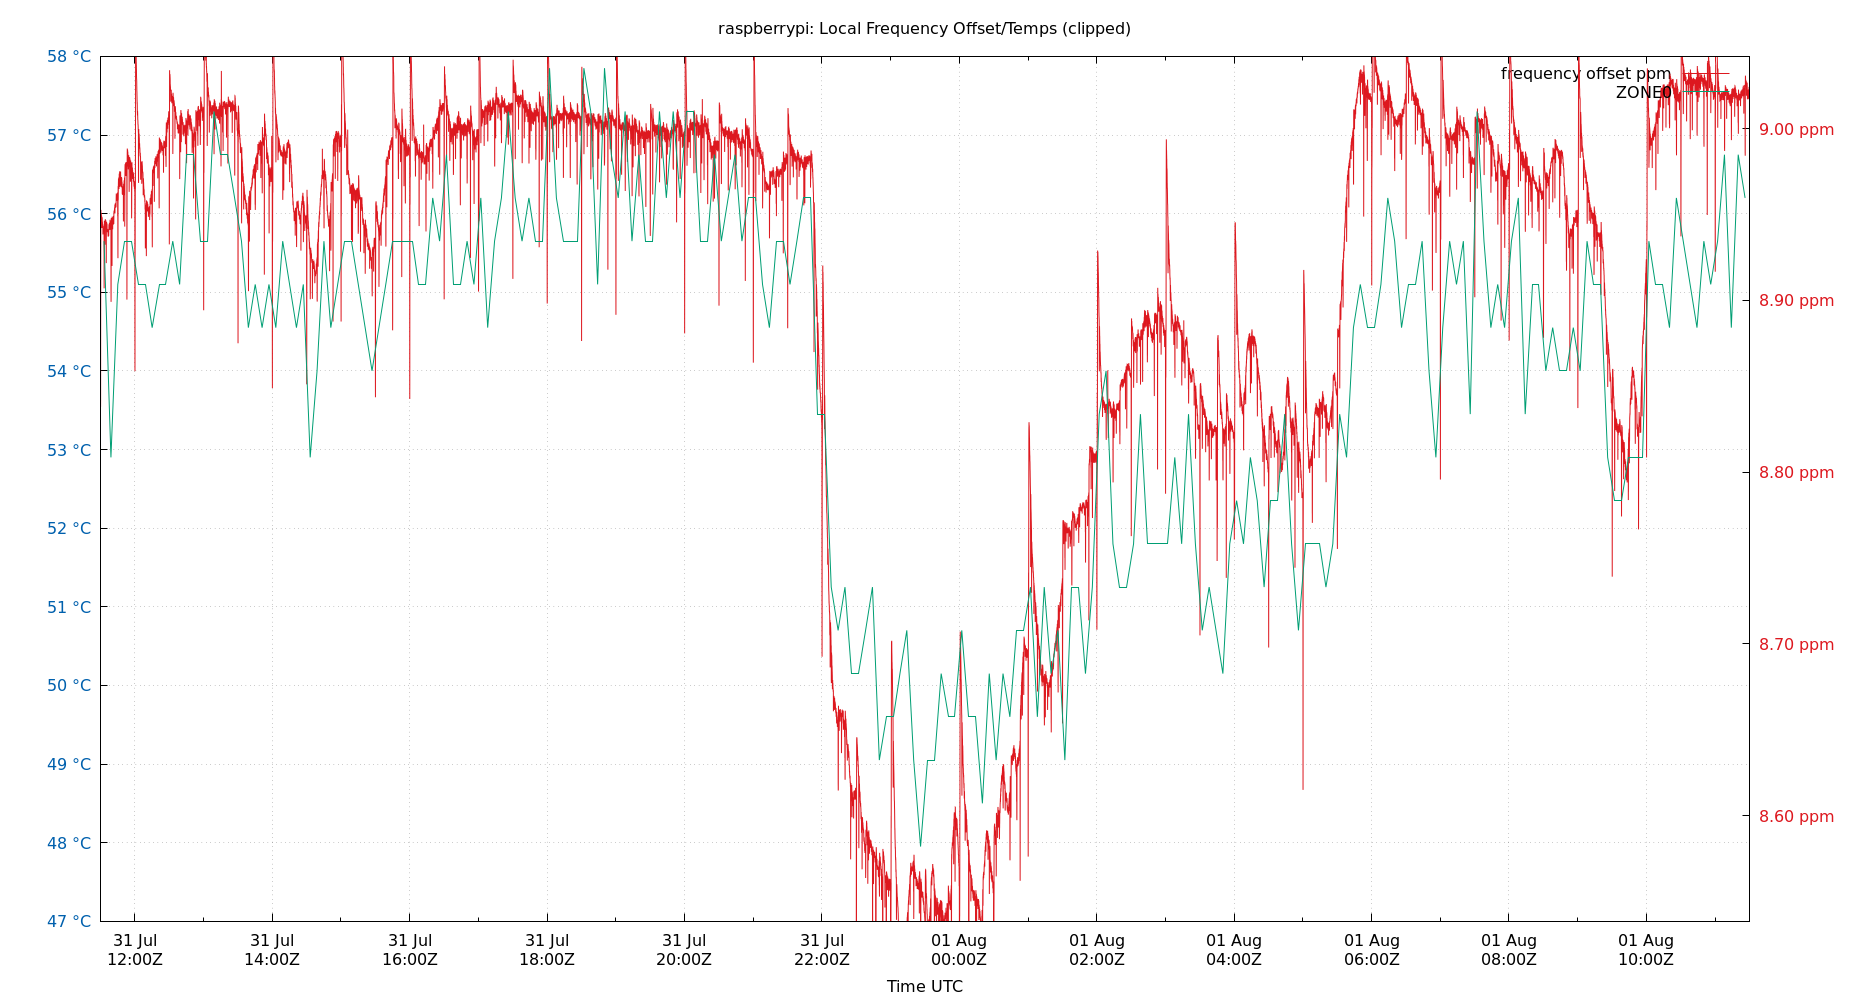 raspberrypi: Local Frequency Offset/Temps (clipped)
58 °C
57 °C
56 °C
55 °C
54 °C
53 °C
52 °C
51 °C
50 °C
49 °C
48 °C
47 °C
frequency offset ppm
ZONE0
9.00 ppm
8.90 ppm
8.80 ppm
8.70 ppm
8.60 ppm
31 Jul 31 Jul 31 Jul 31 Jul 31 Jul 31 Jul 01 Aug 01 Aug 01 Aug 01 Aug 01 Aug 01 Aug
12:00Z 14:00Z 16:00Z 18:00Z 20:00Z 22:00Z 00:00Z 02:00Z 04:00Z 06:00Z 08:00Z 10:00Z
Time UTC